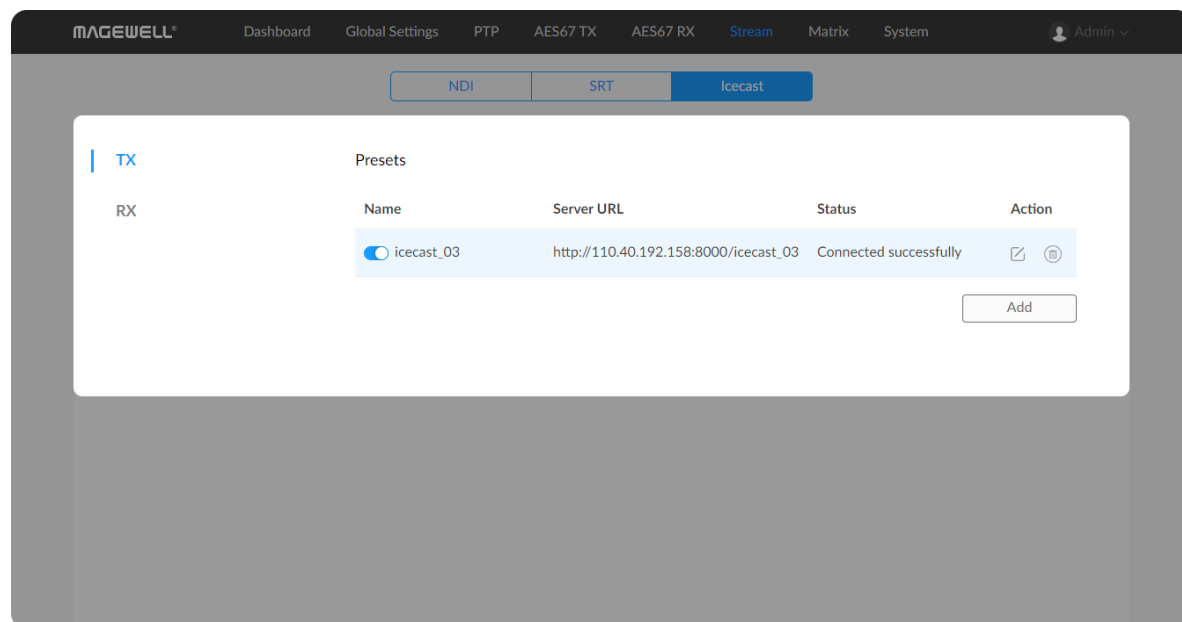 MAGEWELL® Dashboard Global Settings PTP AES67 TX AES67 RX Stream Matrix System Admin
NDI SRT Icecast
TX
Presets
RX
Name Server URL Status Action
icecast_03 http://110.40.192.158:8000/icecast_03 Connected successfully
Add